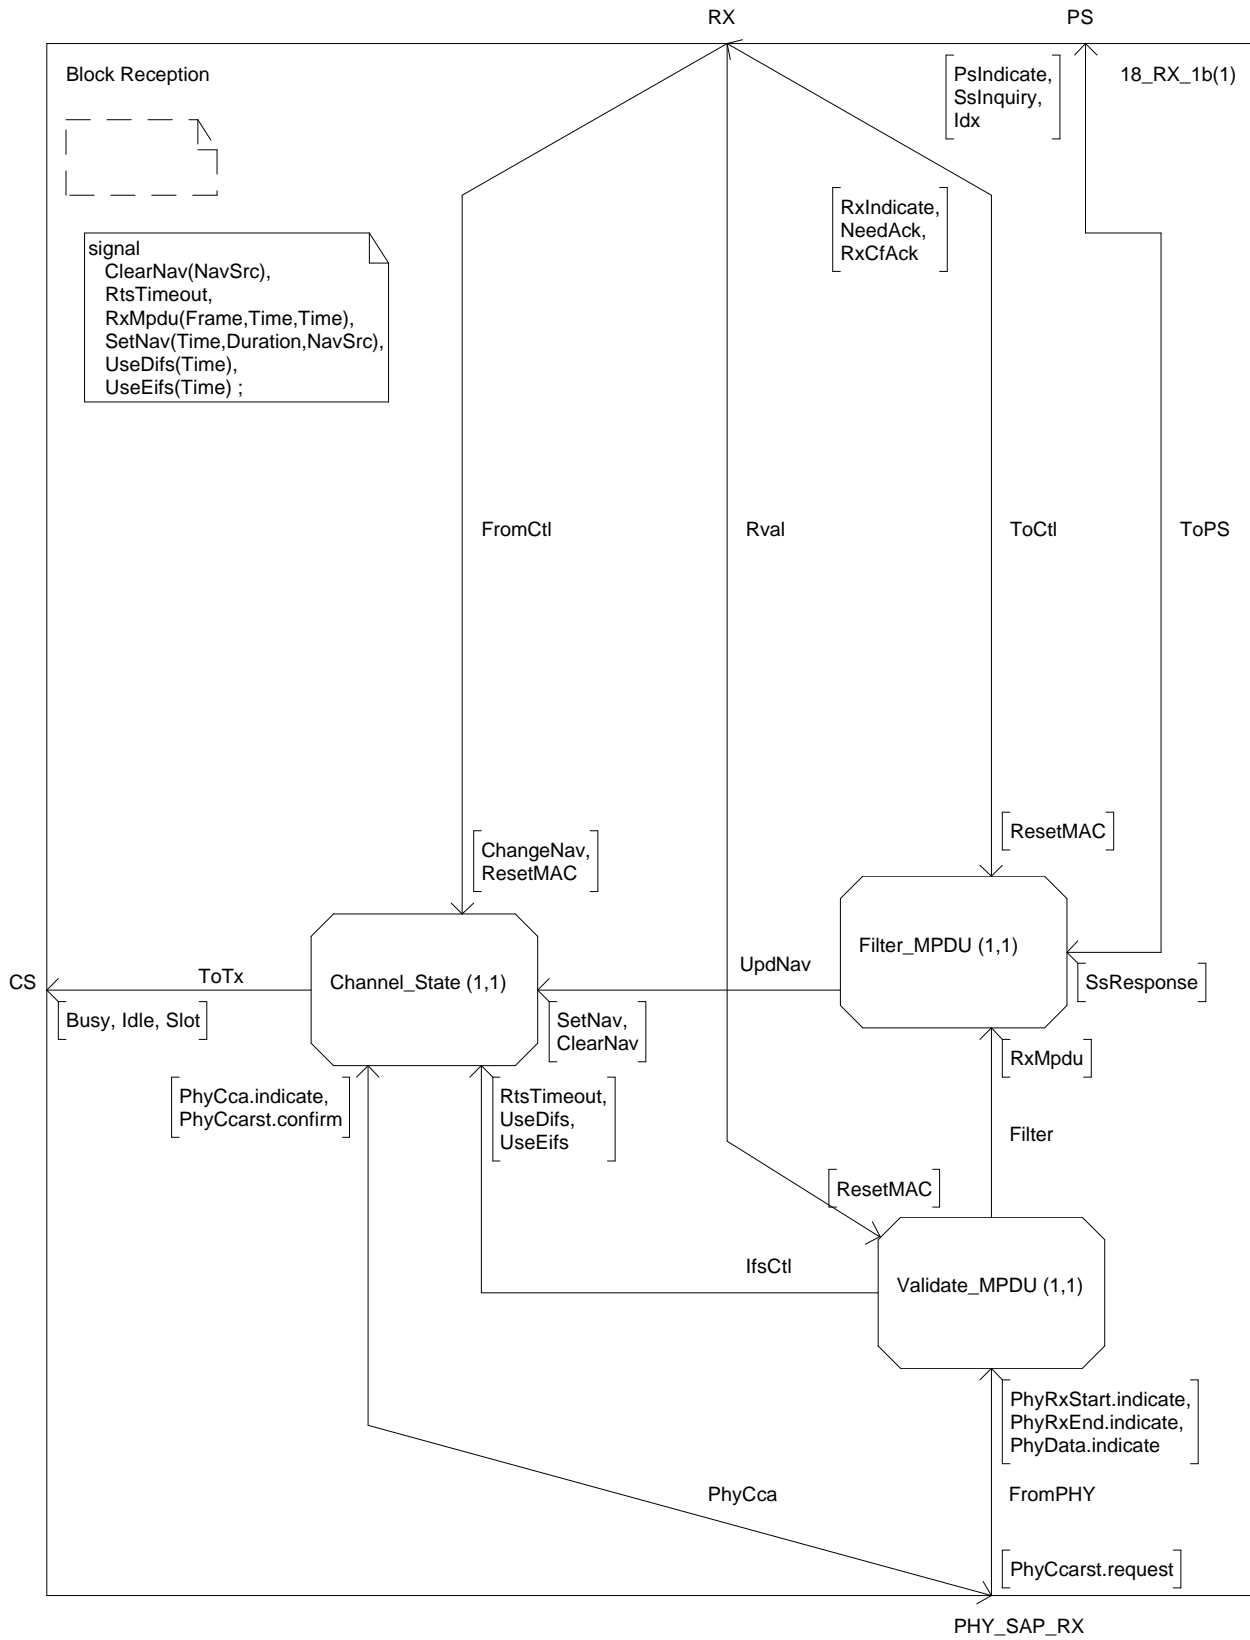 RX
PS
Block Reception
PsIndicate,
SsInquiry,
Idx
18_RX_1b(1)
RxIndicate,
NeedAck,
RxCfAck
signal
ClearNav(NavSrc),
RtsTimeout,
RxMpdu(Frame,Time,Time),
SetNav(Time,Duration,NavSrc),
UseDifs(Time),
UseEifs(Time) ;
FromCtl
Rval
ToCtl
ToPS
ChangeNav,
ResetMAC
ResetMAC
Filter_MPDU (1,1)
UpdNav
CS
ToTx
Channel_State (1,1)
SsResponse
Busy, Idle, Slot
SetNav,
ClearNav
RxMpdu
PhyCca.indicate,
PhyCcarst.confirm
RtsTimeout,
UseDifs,
UseEifs
Filter
ResetMAC
IfsCtl
Validate_MPDU (1,1)
PhyRxStart.indicate,
PhyRxEnd.indicate,
PhyData.indicate
PhyCca
FromPHY
PhyCcarst.request
PHY_SAP_RX